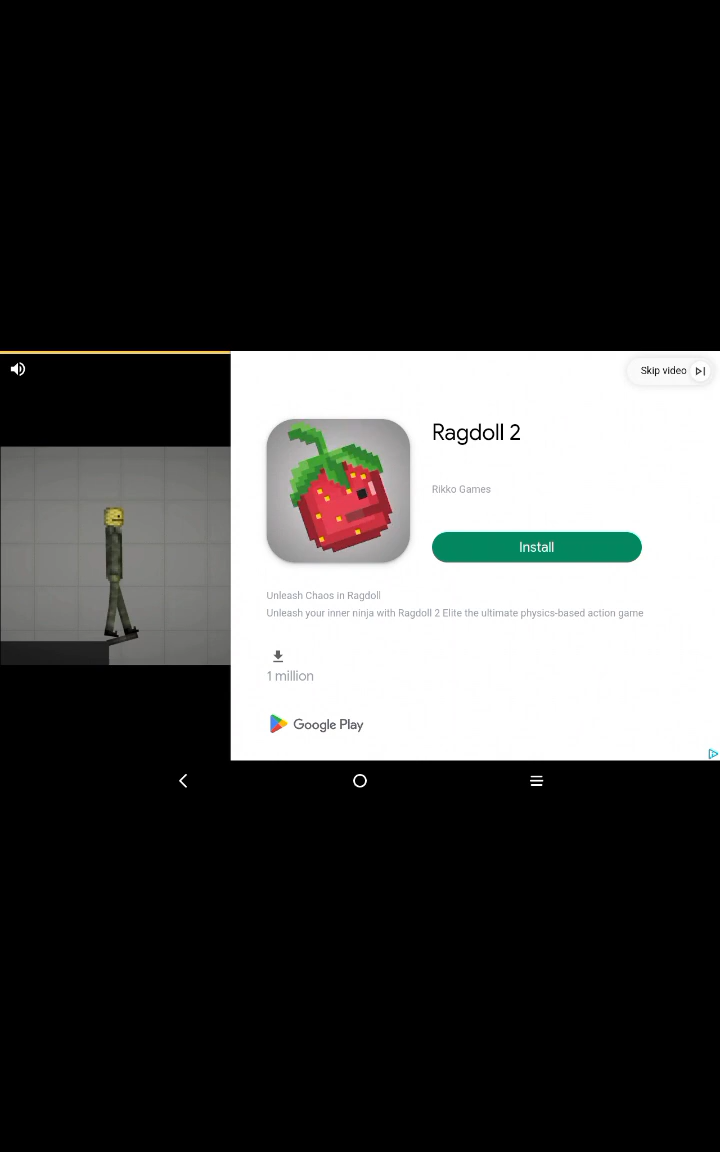 Skip video
Ragdoll 2
Rikko Games
Install
Unleash Chaos in Ragdoll
Unleash your inner ninja with Ragdoll 2 Elite the ultimate physics-based action game
1 million
Google Play